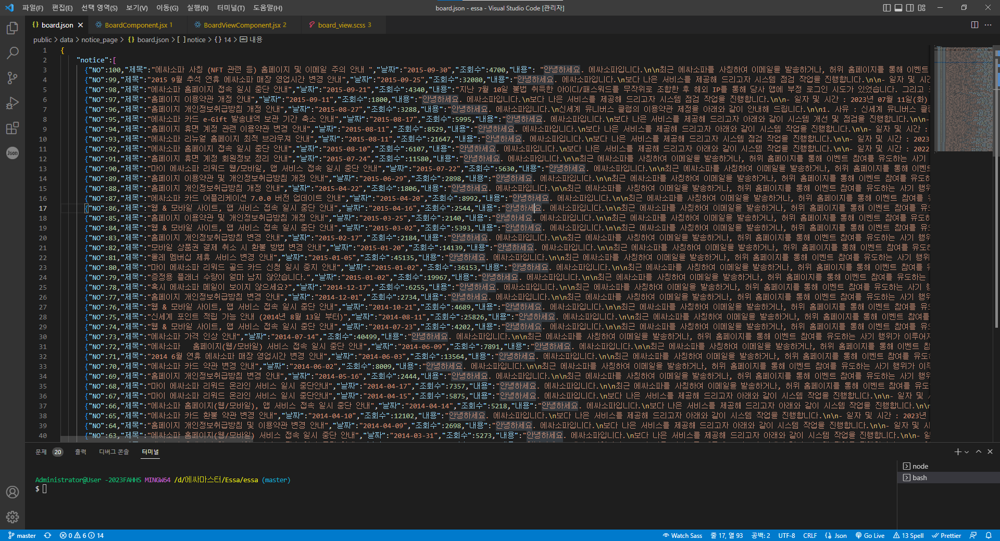 파일(F) 편집(E) 선택 영역(S) 보기(V) 이동(G) 실행(R) 터미널(T) 도움말(H) board.json - essa - Visual Studio Code [관리자]
{} board.json BoardComponent.jsx 1 BoardViewComponent.jsx 2 board_view.scss 3
public > data > notice_page > {} board.json > [ ] notice > {} 14 > 내용
1 {
2 "notice":[
3 {"NO":100,"제목":"에싸소파 사칭 (NFT 관련 등) 홈페이지 및 이메일 주의 안내 ","날짜":"2015-09-30","조회수":4700,"내용": "안녕하세요. 에싸소파입니다.\n\n최근 에싸소파를 사칭하여 이메일을 발송하거나, 허위 홈페이지를 통해 이벤트
4 {"NO":99,"제목":"2015 9월 추석 연휴 에싸소파 매장 영업시간 변경 안내","날짜":"2015-09-25","조회수":32080,"내용":"안녕하세요. 에싸소파입니다.\n보다 나은 서비스를 제공해 드리고자 시스템 점검 작업을 진행합니다.\n\n- 일자 및 시간
5 {"NO":98,"제목":"에싸소파 홈페이지 접속 일시 중단 안내","날짜":"2015-09-21","조회수":4340,"내용":"지난 7월 10일 불법 취득한 아이디/패스워드를 무작위로 조합한 후 해외 IP를 통해 당사 앱에 부정 로그인 시도가 있었습니다. 그리고
6 {"NO":97,"제목":"홈페이지 이용약관 개정 안내","날짜":"2015-09-11","조회수":1800,"내용":"안녕하세요. 에싸소파입니다.\n보다 나은 서비스를 제공해 드리고자 시스템 점검 작업을 진행합니다.\n\n- 일자 및 시간 : 2023년 07월 11일(화)
7 {"NO":96,"제목":"홈페이지 개인정보취급방침 개정 안내","날짜":"2015-08-27","조회수":3288,"내용":"안녕하세요. 에싸소파입니다.\n신세계 유니버스 클럽의 이용약관 제정을 아래와 같이 안내해 드립니다.\n\n1. 사유 : 신세계 유니버스 클럽
8 {"NO":95,"제목":"에싸소파 카드 e-Gift 발송내역 보관 기간 축소 안내","날짜":"2015-08-17","조회수":5995,"내용":"안녕하세요. 에싸소파입니다.\n보다 나은 서비스를 제공해 드리고자 아래와 같이 시스템 개선 및 점검을 진행합니다.\n\n-
9 {"NO":94,"제목":"홈페이지 휴면 계정 관련 이용약관 변경 안내","날짜":"2015-08-11","조회수":8529,"내용":"안녕하세요. 에싸소파입니다.\n보다 나은 서비스를 제공해 드리고자 아래와 같이 시스템 작업을 진행합니다.\n\n- 일자 및 시간 :
10 {"NO":93,"제목":"에싸소파 리뉴얼 홈페이지 최적 브라우져 안내","날짜":"2015-08-11","조회수":21647,"내용":"안녕하세요. 에싸소파입니다.\n보다 나은 서비스를 제공해 드리고자 시스템 점검 작업을 진행합니다.\n\n- 일자 및 시간 : 2023
11 {"NO":92,"제목":"에싸소파 홈페이지 접속 일시 중단 안내","날짜":"2015-08-10","조회수":6107,"내용":"안녕하세요. 에싸소파입니다.\n보다 나은 서비스를 제공해 드리고자 아래와 같이 시스템 작업을 진행합니다.\n\n- 일자 및 시간 : 2022
12 {"NO":91,"제목":"홈페이지 휴면 계정 회원정보 정리 안내","날짜":"2015-07-24","조회수":11580,"내용":"안녕하세요. 에싸소파입니다.\n\n최근 에싸소파를 사칭하여 이메일을 발송하거나, 허위 홈페이지를 통해 이벤트 참여를 유도하는 사기
13 {"NO":90,"제목":"마이 에싸소파 리워드 웹/모바일, 앱 서비스 접속 일시 중단 안내","날짜":"2015-07-22","조회수":5630,"내용":"안녕하세요. 에싸소파입니다.\n\n최근 에싸소파를 사칭하여 이메일을 발송하거나, 허위 홈페이지를 통해 이벤트
14 {"NO":89,"제목":"홈페이지 이용약관 및 개인정보취급방침 개정 안내","날짜":"2015-06-29","조회수":2898,"내용":"안녕하세요. 에싸소파입니다.\n\n최근 에싸소파를 사칭하여 이메일을 발송하거나, 허위 홈페이지를 통해 이벤트 참여를 유도하
15 {"NO":88,"제목":"홈페이지 개인정보취급방침 개정 안내","날짜":"2015-04-22","조회수":1806,"내용":"안녕하세요. 에싸소파입니다.\n\n최근 에싸소파를 사칭하여 이메일을 발송하거나, 허위 홈페이지를 통해 이벤트 참여를 유도하는 사기 행위
16 {"NO":87,"제목":"에싸소파 카드 어플리케이션 7.0.0 버전 업데이트 안내","날짜":"2015-04-20","조회수":8992,"내용":"안녕하세요. 에싸소파입니다.\n\n최근 에싸소파를 사칭하여 이메일을 발송하거나, 허위 홈페이지를 통해 이벤트 참여를
17 {"NO":86,"제목":"웹 & 모바일 사이트, 앱 서비스 접속 일시 중단 안내","날짜":"2015-04-16","조회수":2544,"내용":"안녕하세요. 에싸소파입니다.\n\n최근 에싸소파를 사칭하여 이메일을 발송하거나, 허위 홈페이지를 통해 이벤트 참여를
18 {"NO":85,"제목":"홈페이지 이용약관 및 개인정보취급방침 개정 안내","날짜":"2015-03-25","조회수":2140,"내용":"안녕하세요. 에싸소파입니다.\n\n최근 에싸소파를 사칭하여 이메일을 발송하거나, 허위 홈페이지를 통해 이벤트 참여를 유도하
19 {"NO":84,"제목":"웹 & 모바일 사이트, 앱 서비스 접속 일시 중단 안내","날짜":"2015-03-02","조회수":5393,"내용":"안녕하세요. 에싸소파입니다.\n\n최근 에싸소파를 사칭하여 이메일을 발송하거나, 허위 홈페이지를 통해 이벤트 참여를
20 {"NO":83,"제목":"홈페이지 개인정보취급방침 변경 안내","날짜":"2015-02-17","조회수":2184,"내용":"안녕하세요. 에싸소파입니다.\n\n최근 에싸소파를 사칭하여 이메일을 발송하거나, 허위 홈페이지를 통해 이벤트 참여를 유도하는 사기 행위
21 {"NO":82,"제목":"모바일 상품권 결제 취소 시 환불 방법 변경 안내","날짜":"2015-01-20","조회수":14139,"내용":"안녕하세요. 에싸소파입니다.\n\n최근 에싸소파를 사칭하여 이메일을 발송하거나, 허위 홈페이지를 통해 이벤트 참여를 유도
22 {"NO":81,"제목":"올레 멤버십 제휴 서비스 변경 안내","날짜":"2015-01-05","조회수":45135,"내용":"안녕하세요. 에싸소파입니다.\n\n최근 에싸소파를 사칭하여 이메일을 발송하거나, 허위 홈페이지를 통해 이벤트 참여를 유도하는 사기 행위
23 {"NO":80,"제목":"마이 에싸소파 리워드 골드 카드 신청 일시 중지 안내","날짜":"2015-01-02","조회수":36153,"내용":"안녕하세요. 에싸소파입니다.\n\n최근 에싸소파를 사칭하여 이메일을 발송하거나, 허위 홈페이지를 통해 이벤트 참여를
24 {"NO":79,"제목":"증정용 플래너 수량이 얼마 남지 않았습니다.","날짜":"2015-01-02","조회수":19967,"내용":"안녕하세요. 에싸소파입니다.\n\n최근 에싸소파를 사칭하여 이메일을 발송하거나, 허위 홈페이지를 통해 이벤트 참여를 유도하는
25 {"NO":78,"제목":"혹시 에싸소파 메일이 보이지 않으세요?","날짜":"2014-12-17","조회수":6255,"내용":"안녕하세요. 에싸소파입니다.\n\n최근 에싸소파를 사칭하여 이메일을 발송하거나, 허위 홈페이지를 통해 이벤트 참여를 유도하는 사기
26 {"NO":77,"제목":"홈페이지 개인정보취급방침 변경 안내","날짜":"2014-12-01","조회수":2734,"내용":"안녕하세요. 에싸소파입니다.\n\n최근 에싸소파를 사칭하여 이메일을 발송하거나, 허위 홈페이지를 통해 이벤트 참여를 유도하는 사기 행위
27 {"NO":76,"제목":"웹 & 모바일 사이트, 앱 서비스 접속 일시 중단 안내","날짜":"2014-10-21","조회수":4689,"내용":"안녕하세요. 에싸소파입니다.\n\n최근 에싸소파를 사칭하여 이메일을 발송하거나, 허위 홈페이지를 통해 이벤트 참여를
28 {"NO":75,"제목":"신세계 포인트 적립 가능 안내 (2014년 8월 13일 부터)","날짜":"2014-08-11","조회수":25826,"내용":"안녕하세요. 에싸소파입니다.\n\n최근 에싸소파를 사칭하여 이메일을 발송하거나, 허위 홈페이지를 통해 이벤트 참여를
29 {"NO":74,"제목":"웹 & 모바일 사이트, 앱 서비스 접속 일시 중단 안내","날짜":"2014-07-23","조회수":4202,"내용":"안녕하세요. 에싸소파입니다.\n\n최근 에싸소파를 사칭하여 이메일을 발송하거나, 허위 홈페이지를 통해 이벤트 참여를
30 {"NO":73,"제목":"에싸소파 가격 인상 안내","날짜":"2014-07-14","조회수":40499,"내용":"안녕하세요. 에싸소파입니다.\n\n최근 에싸소파를 사칭하여 이메일을 발송하거나, 허위 홈페이지를 통해 이벤트 참여를 유도하는 사기 행위가 이루어지
31 {"NO":72,"제목":"에싸소파   홈페이지(웹/모바일) 서비스 접속 일시 중단 안내","날짜":"2014-06-09","조회수":7891,"내용":"안녕하세요. 에싸소파입니다.\n\n최근 에싸소파를 사칭하여 이메일을 발송하거나, 허위 홈페이지를 통해 이벤트 참
32 {"NO":71,"제목":"2014 6월 연휴 에싸소파 매장 영업시간 변경 안내","날짜":"2014-06-03","조회수":13564,"내용":"안녕하세요. 에싸소파입니다.\n\n최근 에싸소파를 사칭하여 이메일을 발송하거나, 허위 홈페이지를 통해 이벤트 참여를 유도
33 {"NO":70,"제목":"에싸소파 카드 약관 변경 안내","날짜":"2014-06-02","조회수":8009,"내용":"안녕하세요. 에싸소파입니다.\n\n최근 에싸소파를 사칭하여 이메일을 발송하거나, 허위 홈페이지를 통해 이벤트 참여를 유도하는 사기 행위가 이루
34 {"NO":69,"제목":"홈페이지 개인정보취급방침 변경 안내","날짜":"2014-05-16","조회수":2444,"내용":"안녕하세요. 에싸소파입니다.\n\n최근 에싸소파를 사칭하여 이메일을 발송하거나, 허위 홈페이지를 통해 이벤트 참여를 유도하는 사기 행위
35 {"NO":68,"제목":"마이 에싸소파 리워드 온라인 서비스 일시 중단안내","날짜":"2014-04-17","조회수":7357,"내용":"안녕하세요. 에싸소파입니다.\n\n최근 에싸소파를 사칭하여 이메일을 발송하거나, 허위 홈페이지를 통해 이벤트 참여를 유도
36 {"NO":67,"제목":"마이 에싸소파 리워드 온라인 서비스 일시 중단안내","날짜":"2014-04-15","조회수":5875,"내용":"안녕하세요. 에싸소파입니다.\n보다 나은 서비스를 제공해 드리고자 아래와 같이 시스템 작업을 진행합니다.\n\n- 일자 및 시
37 {"NO":66,"제목":"에싸소파 홈페이지(웹/모바일), 앱 서비스 접속 일시 중단 안내","날짜":"2014-04-14","조회수":5218,"내용":"안녕하세요. 에싸소파입니다.\n보다 나은 서비스를 제공해 드리고자 아래와 같이 시스템 작업을 진행합니다.\n\n
38 {"NO":65,"제목":"에싸소파 카드 환불 약관 변경 안내","날짜":"2014-04-10","조회수":12102,"내용":"안녕하세요. 에싸소파입니다.\n보다 나은 서비스를 제공해 드리고자 아래와 같이 시스템 작업을 진행합니다.\n\n- 일자 및 시간 : 2023년
39 {"NO":64,"제목":"홈페이지 개인정보취급방침 및 이용약관 변경 안내","날짜":"2014-04-09","조회수":2698,"내용":"안녕하세요. 에싸소파입니다.\n보다 나은 서비스를 제공해 드리고자 아래와 같이 시스템 작업을 진행합니다.\n\n- 일자 및 시
40 {"NO":63,"제목":"에싸소파 홈페이지(웹/모바일) 서비스 접속 일시 중단 안내","날짜":"2014-03-31","조회수":5273,"내용":"안녕하세요. 에싸소파입니다.\n보다 나은 서비스를 제공해 드리고자 아래와 같이 시스템 작업을 진행합니다.\n\n- 일
문제 20 출력 디버그 콘솔 터미널
node
bash
Administrator@User -2023FAHHS MINGW64 /d/에싸마스터/Essa/essa (master)
$
master 0 6 14 Watch Sass 줄 17, 열 93 공백: 2 UTF-8 CRLF {} Json Go Live 13 Spell Prettier